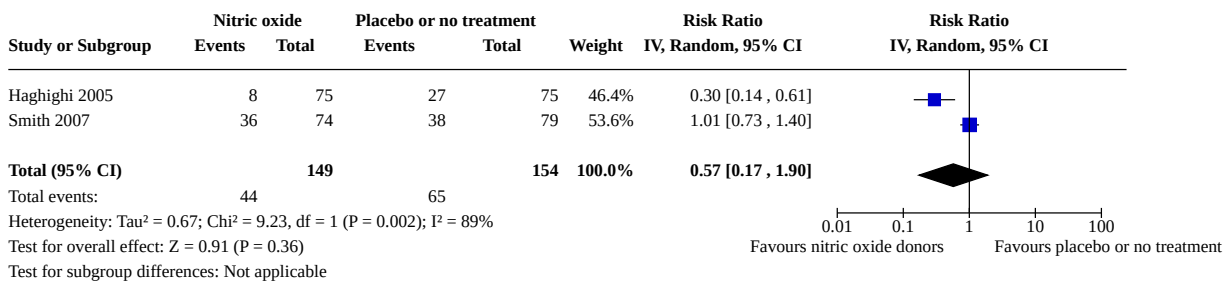 Nitric oxide Placebo or no treatment Risk Ratio Risk Ratio
Study or Subgroup Events Total Events Total Weight IV, Random, 95% CI IV, Random, 95% CI
Haghighi 2005 8 75 27 75 46.4% 0.30 [0.14 , 0.61]
Smith 2007 36 74 38 79 53.6% 1.01 [0.73 , 1.40]
Total (95% CI) 149 154 100.0% 0.57 [0.17 , 1.90]
Total events: 44 65
Heterogeneity: Tau² = 0.67; Chi² = 9.23, df = 1 (P = 0.002); I² = 89%
0.01 0.1 1 10 100
Test for overall effect: Z = 0.91 (P = 0.36) Favours nitric oxide donors Favours placebo or no treatment
Test for subgroup differences: Not applicable